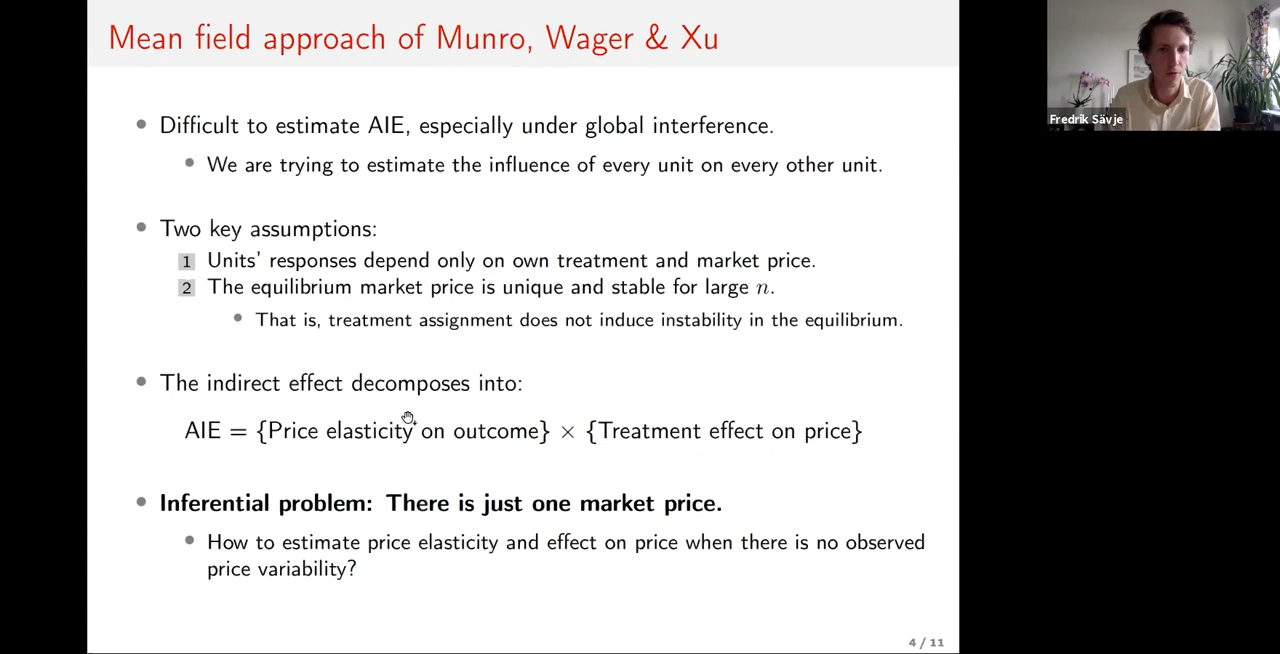 Mean field approach of Munro, Wager & Xu
Difficult to estimate AIE, especially under global interference.
We are trying to estimate the influence of every unit on every other unit.
Two key assumptions:
1 Units' responses depend only on own treatment and market price.
2 The equilibrium market price is unique and stable for large n.
That is, treatment assignment does not induce instability in the equilibrium.
The indirect effect decomposes into:
AIE = {Price elasticity on outcome} × {Treatment effect on price}
Inferential problem: There is just one market price.
How to estimate price elasticity and effect on price when there is no observed
price variability?
4 / 11
Fredrik Sävje